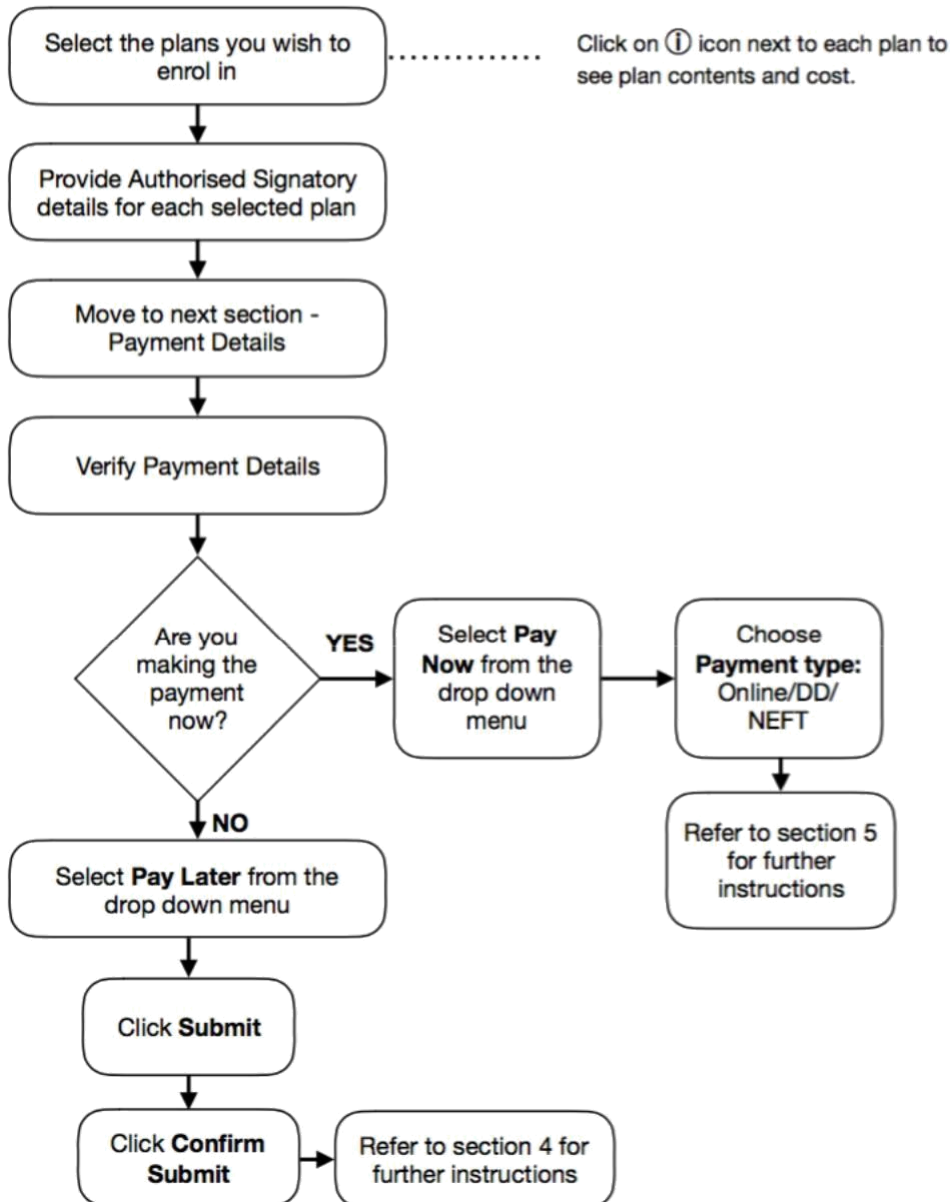 Select the plans you wish to
enrol in
Click on ⓘ icon next to each plan to
see plan contents and cost.
Provide Authorised Signatory
details for each selected plan
Move to next section -
Payment Details
Verify Payment Details
Are you
making the
payment
now?
YES
Select Pay
Now from the
drop down
menu
Choose
Payment type:
Online/DD/
NEFT
NO
Refer to section 5
for further
instructions
Select Pay Later from the
drop down menu
Click Submit
Click Confirm
Submit
Refer to section 4 for
further instructions